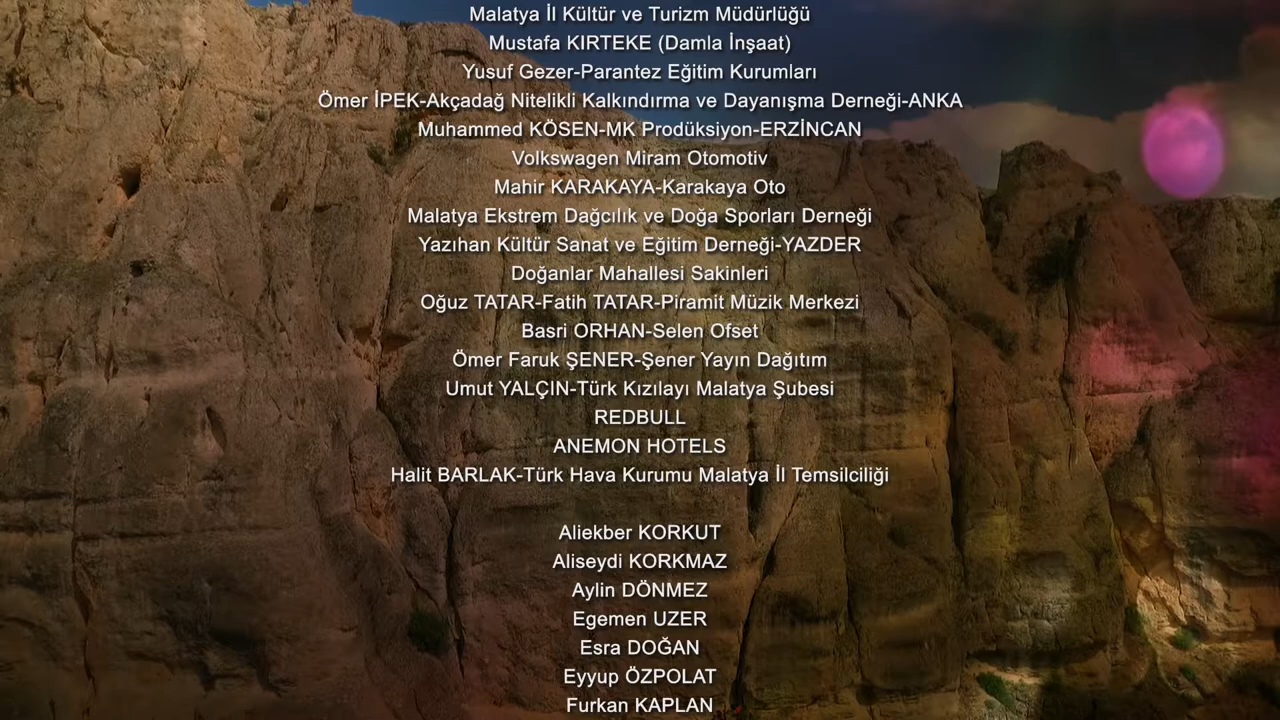 Malatya İl Kültür ve Turizm Müdürlüğü
Mustafa KIRTEKE (Damla İnşaat)
Yusuf Gezer-Parantez Eğitim Kurumları
Ömer İPEK-Akçadağ Nitelikli Kalkındırma ve Dayanışma Derneği-ANKA
Muhammed KÖSEN-MK Prodüksiyon-ERZİNCAN
Volkswagen Miram Otomotiv
Mahir KARAKAYA-Karakaya Oto
Malatya Ekstrem Dağcılık ve Doğa Sporları Derneği
Yazıhan Kültür Sanat ve Eğitim Derneği-YAZDER
Doğanlar Mahallesi Sakinleri
Oğuz TATAR-Fatih TATAR-Piramit Müzik Merkezi
Basri ORHAN-Selen Ofset
Ömer Faruk ŞENER-Şener Yayın Dağıtım
Umut YALÇIN-Türk Kızılayı Malatya Şubesi
REDBULL
ANEMON HOTELS
Halit BARLAK-Türk Hava Kurumu Malatya İl Temsilciliği
Aliekber KORKUT
Aliseydi KORKMAZ
Aylin DÖNMEZ
Egemen UZER
Esra DOĞAN
Eyyup ÖZPOLAT
Furkan KAPLAN